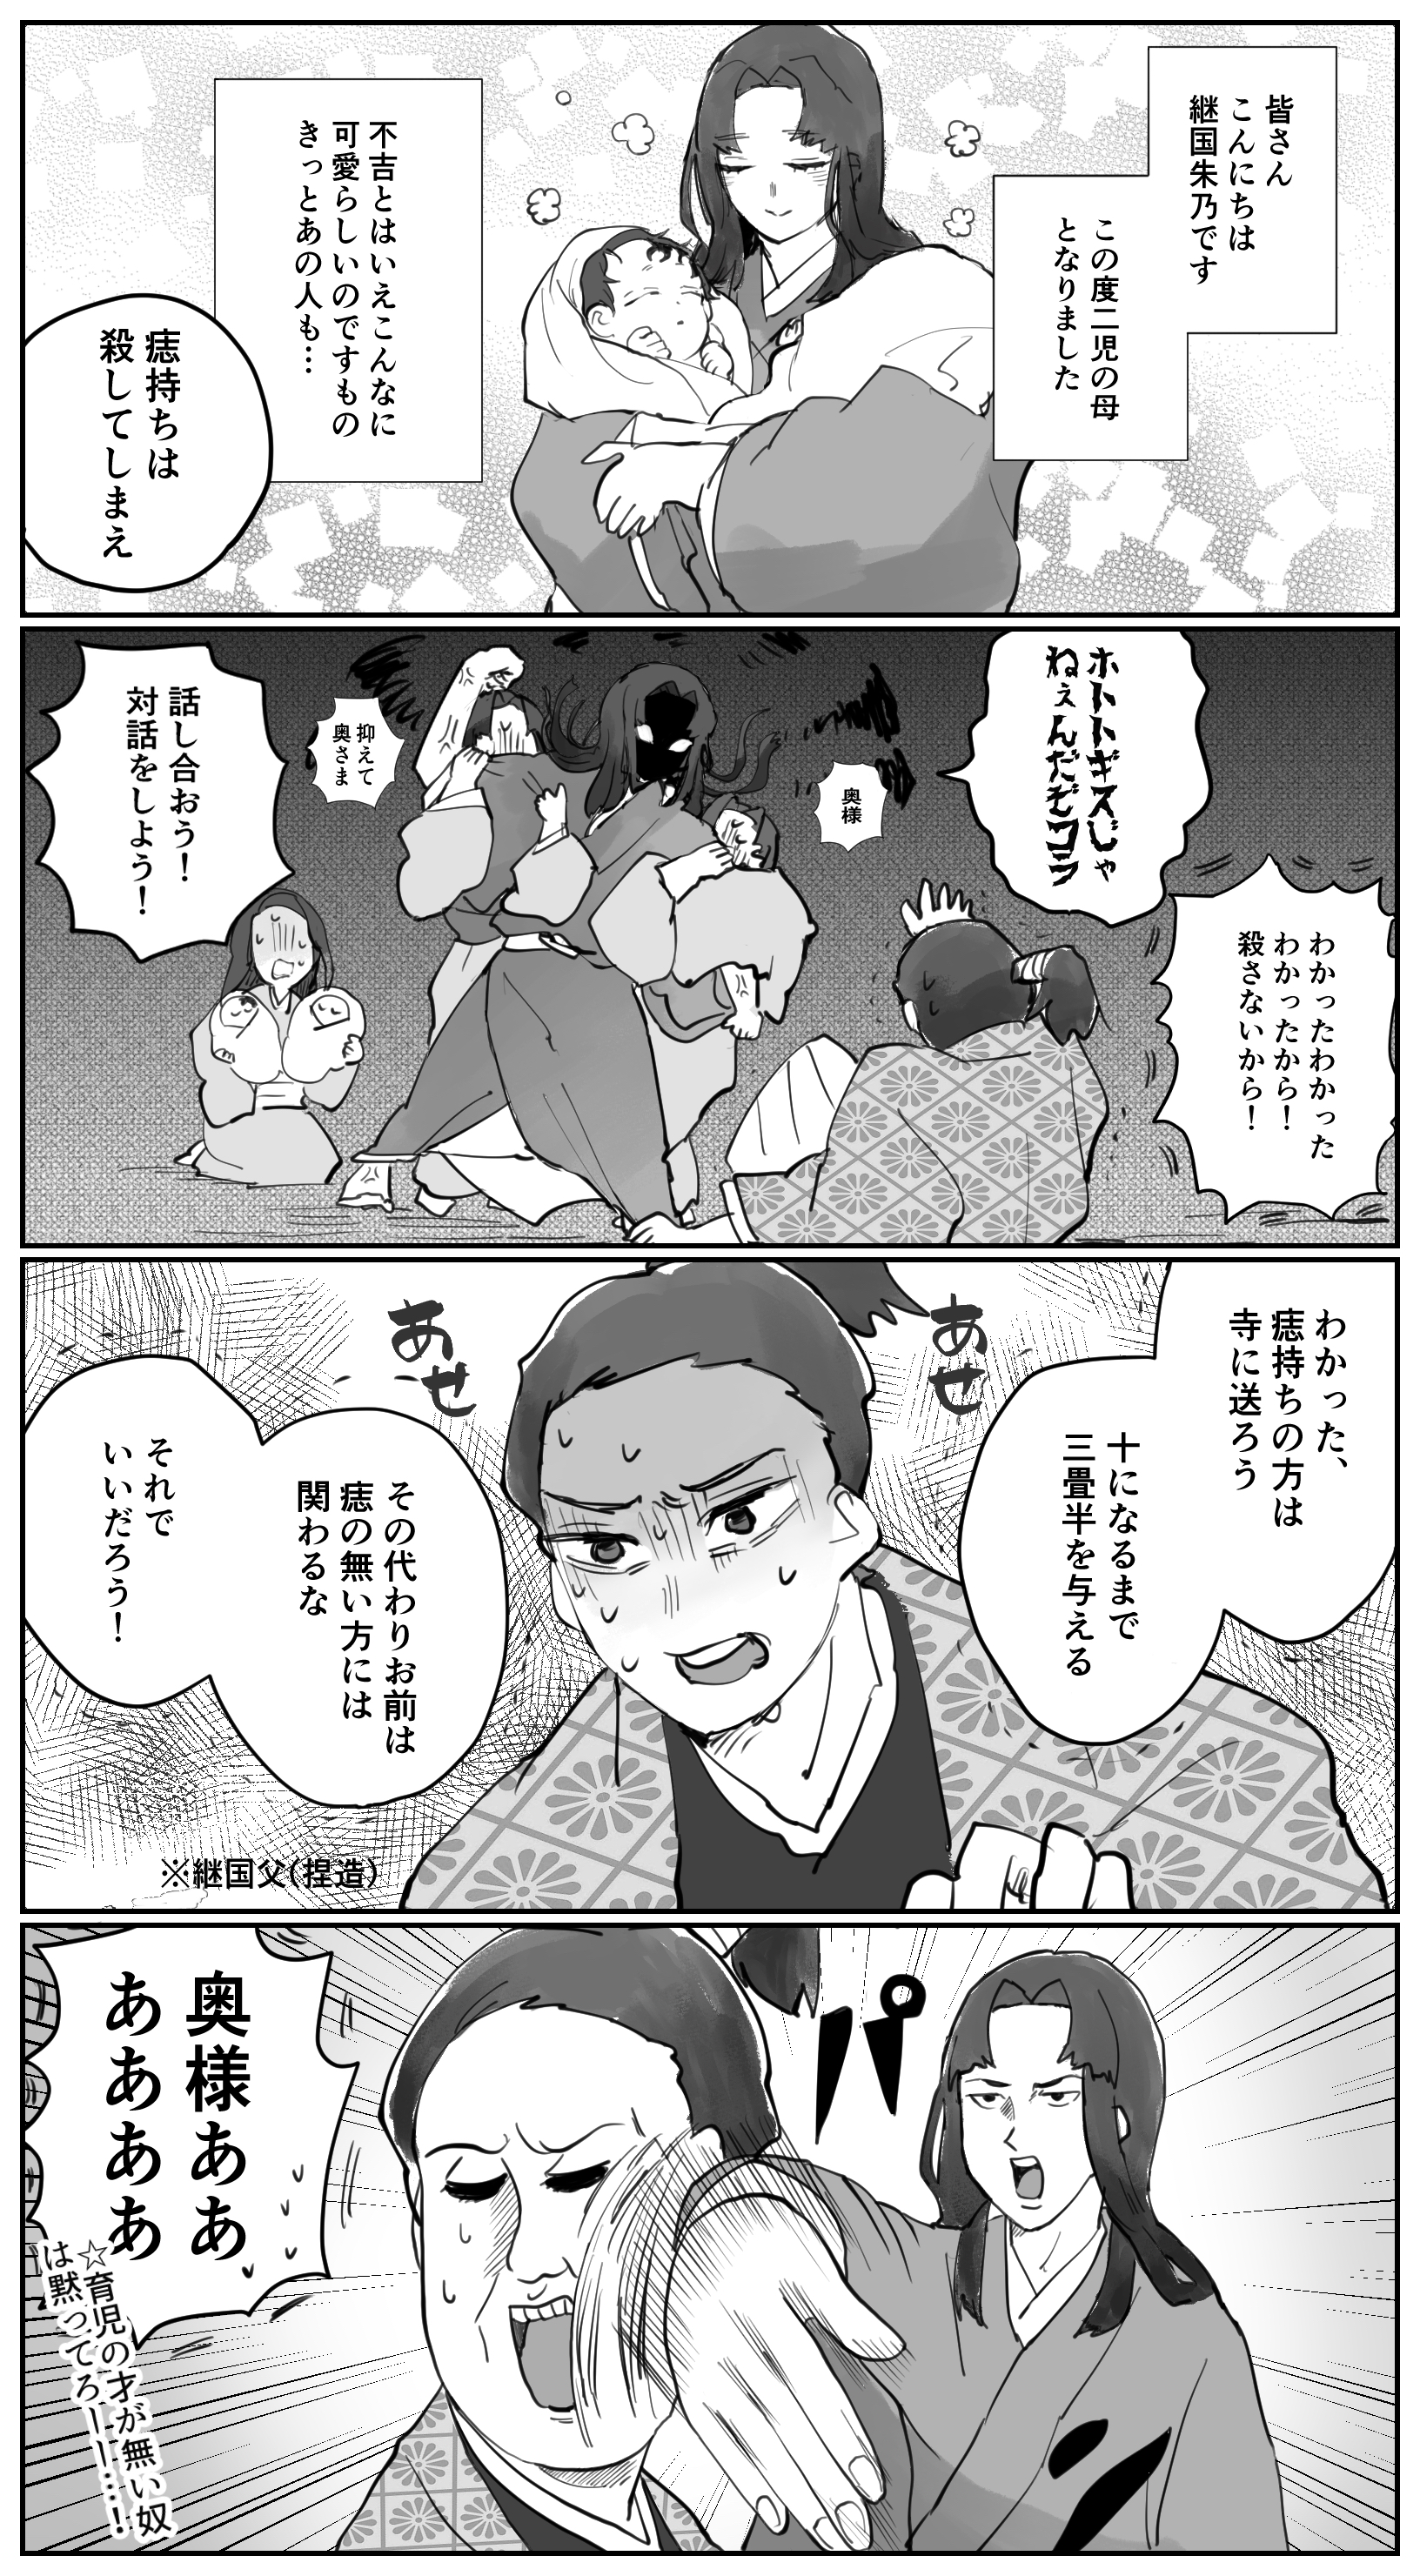 皆さん
こんにちは
継国朱乃です
この度二児の母
となりました
不吉とはいえこんなに
可愛らしいのですもの
きっとあの人も…
痣持ちは
殺してしまえ
ホトトギスじゃ
ねぇんだぞコラ
わかったわかった
わかったから！
殺さないから！
奥様
抑えて
奥さま
話し合おう！
対話をしよう！
わかった、
痣持ちの方は
寺に送ろう
十になるまで
三畳半を与える
あせ
あせ
その代わりお前は
痣の無い方には
関わるな
それで
いいだろう！
※継国父(捏造)
パ
奥様ああ
ああああ
☆育児の才が無い奴
は黙ってろーー…！